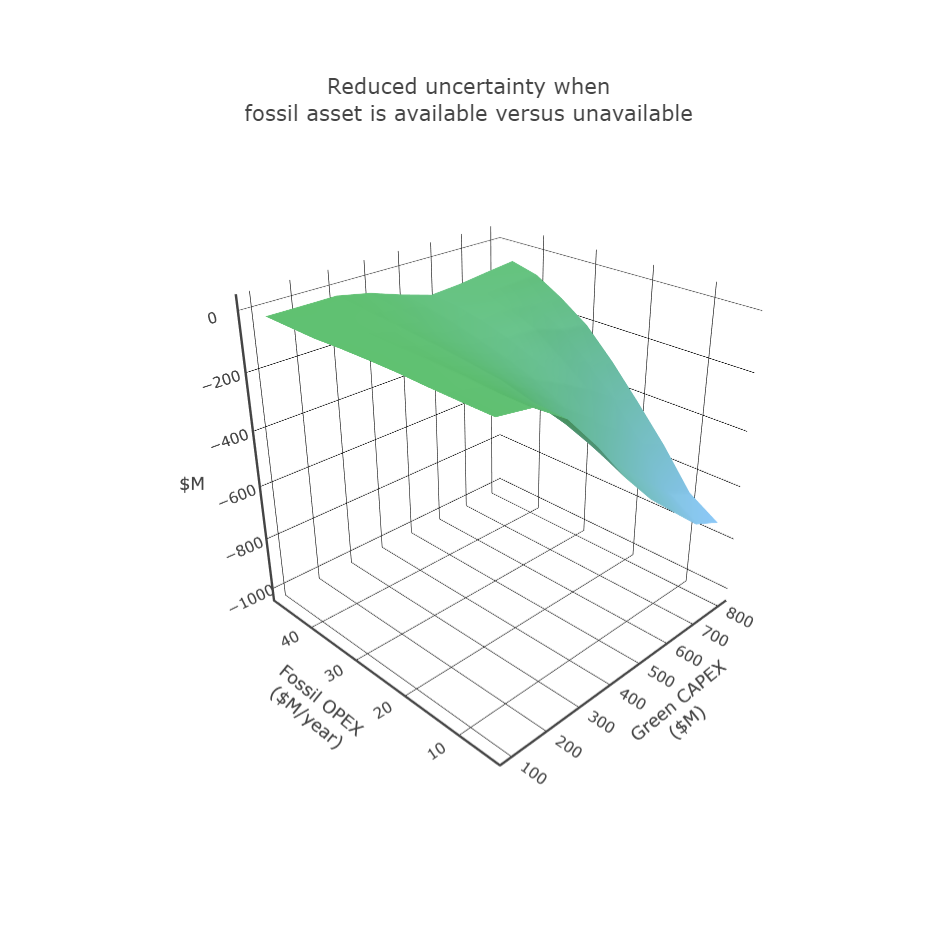 Reduced uncertainty when
fossil asset is available versus unavailable
0
−200
−400
−600
−800
−1000
$M
40
30
20
10
Fossil OPEX
($M/year)
100
200
300
400
500
600
700
800
Green CAPEX
($M)